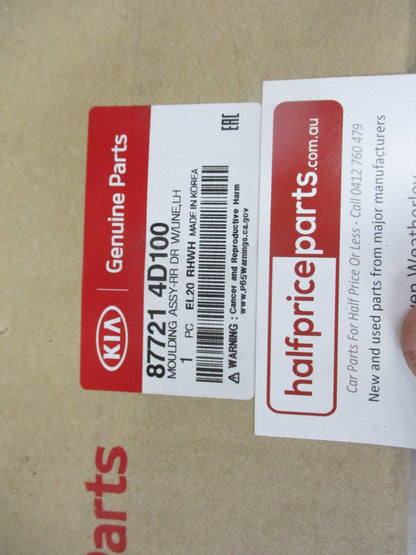 KIA | Genuine Parts
87721 4D100
MOULDING ASSY-RR DR W/LINE,LH
1 PC EL20 RHWH MADE IN KOREA
WARNING : Cancer and Reproductive Harm
www.P65Warnings.ca.gov
EAC
halfpriceparts.com.au
Car Parts For Half Price Or Less - Call 0412 760 479
New and used parts from major manufacturers
arts